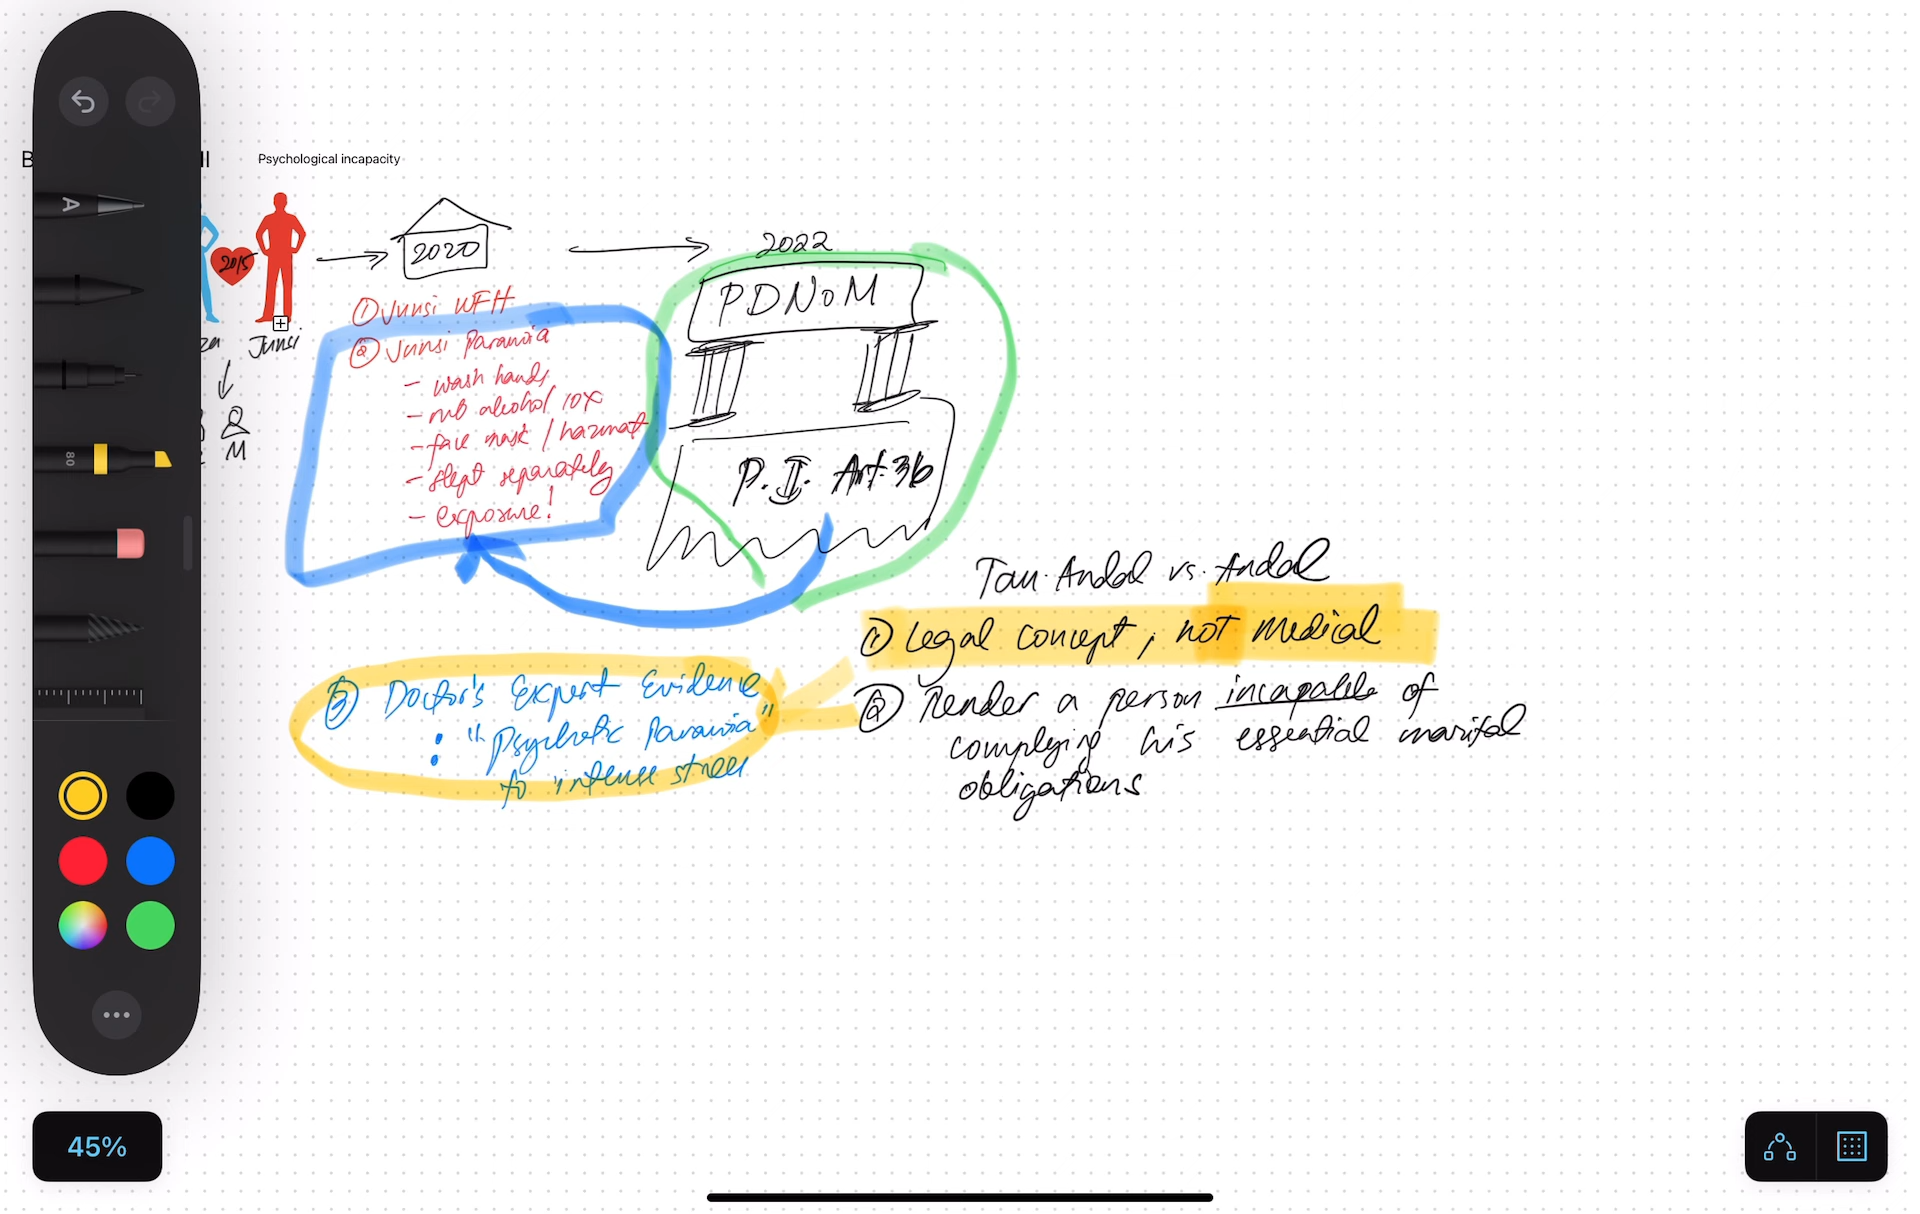 Psychological incapacity
2015
2020
2022
PDNoM
P.I. Art. 36
Junsi
M
① Junsi WFH
② Junsi Paranoia
- wash hands
- rub alcohol 10x
- face mask / hazmat
- slept separately
- exposure!
Tan-Andal vs. Andal
① Legal concept, not Medical
② Render a person incapable of
complying his essential marital
obligations
③ Doctor's Expert Evidence
: "Psychotic Paranoia"
to intense stress
A
80
45%